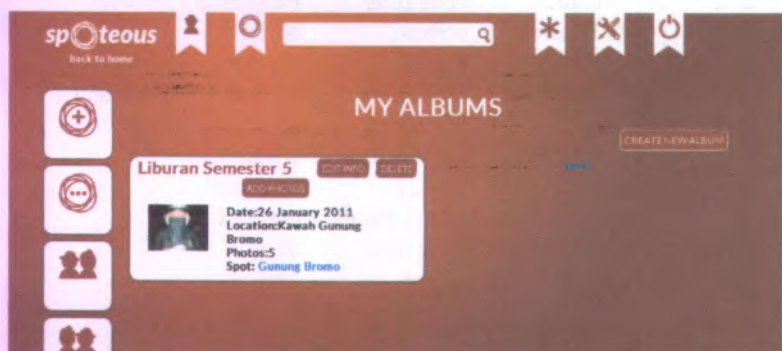 spoteous
back to home
MY ALBUMS
CREATE NEW ALBUM
Liburan Semester 5 EDIT INFO DELETE
ADD PHOTOS
Date:26 January 2011
Location:Kawah Gunung
Bromo
Photos:5
Spot: Gunung Bromo